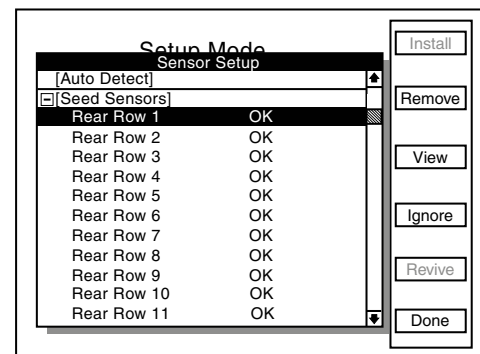 Setup Mode
Sensor Setup
[Auto Detect]
[Seed Sensors]
Rear Row 1 OK
Rear Row 2 OK
Rear Row 3 OK
Rear Row 4 OK
Rear Row 5 OK
Rear Row 6 OK
Rear Row 7 OK
Rear Row 8 OK
Rear Row 9 OK
Rear Row 10 OK
Rear Row 11 OK
Install
Remove
View
Ignore
Revive
Done